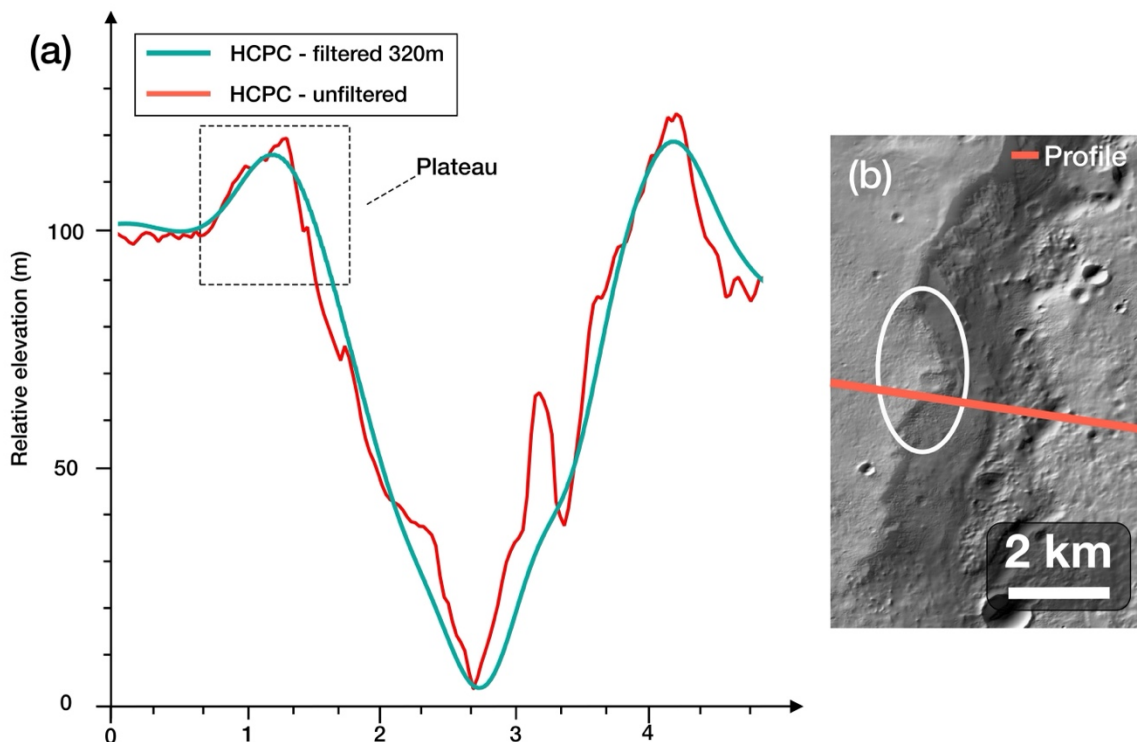 (a)
HCPC - filtered 320m
HCPC - unfiltered
Plateau
Relative elevation (m)
100
50
0
0 1 2 3 4
(b)
Profile
2 km